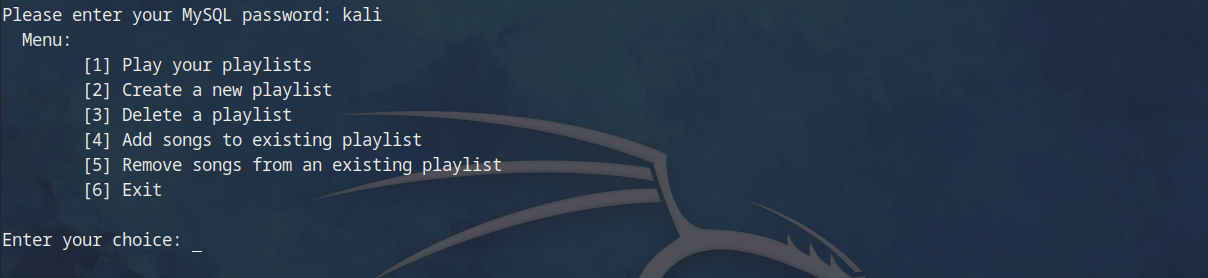 Please enter your MySQL password: kali
Menu:
[1] Play your playlists
[2] Create a new playlist
[3] Delete a playlist
[4] Add songs to existing playlist
[5] Remove songs from an existing playlist
[6] Exit
Enter your choice: _